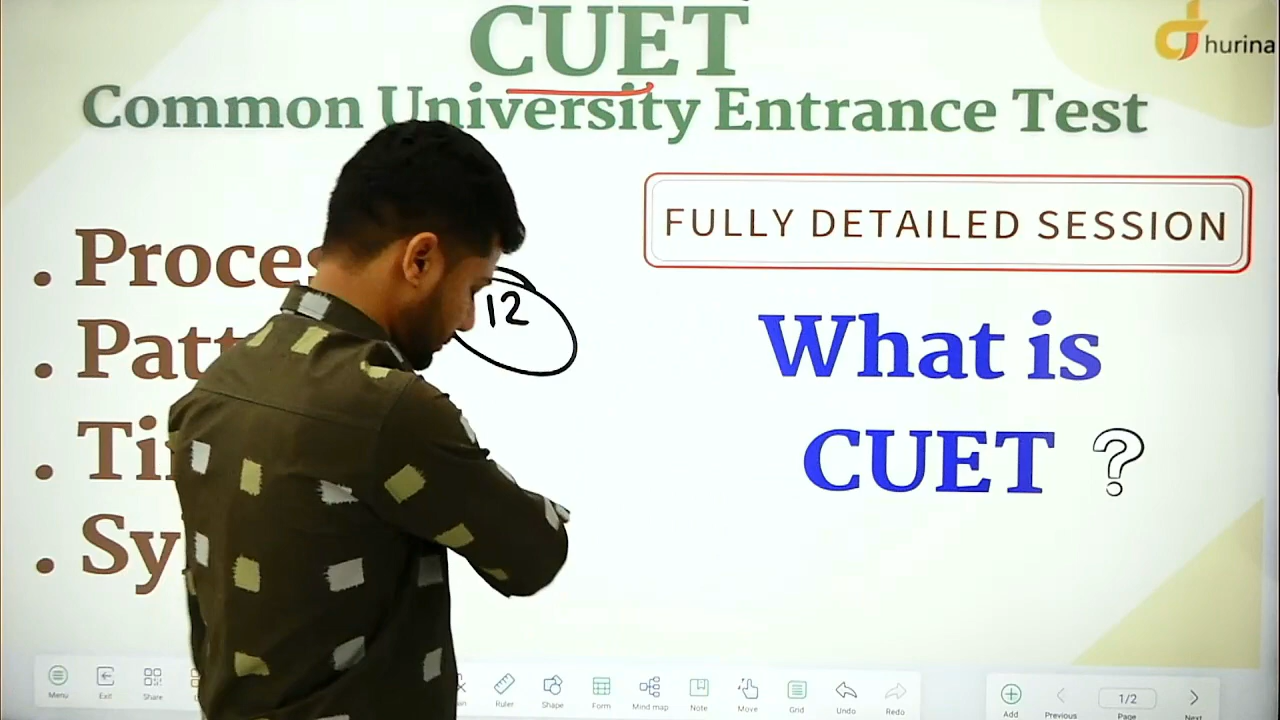 CUET
hurina
Common University Entrance Test
FULLY DETAILED SESSION
. Proces
12
What is
. Patt
CUET ?
. Ti
. Sy
Menu
Exit
Share
Ruler
Shape
Form
Mind map
Note
Move
Grid
Undo
Redo
Add
Previous
1/2
Page
Next